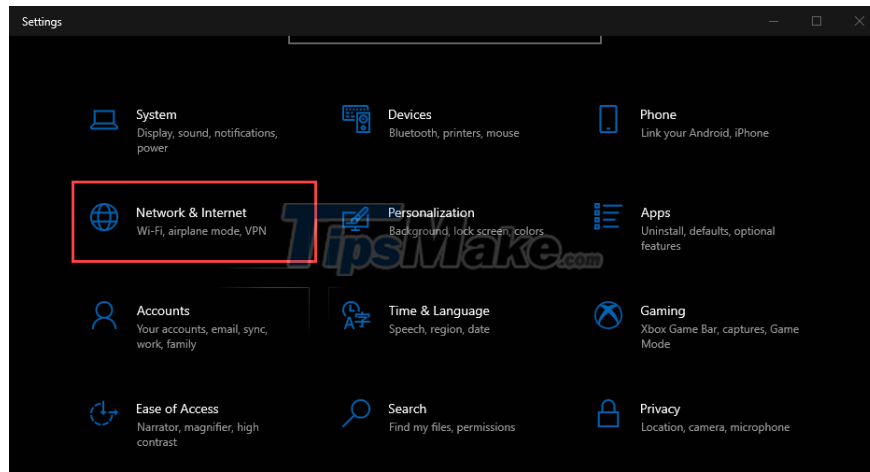 Settings
System
Display, sound, notifications,
power
Devices
Bluetooth, printers, mouse
Phone
Link your Android, iPhone
Network & Internet
Wi-Fi, airplane mode, VPN
Personalization
Background, lock screen, colors
Apps
Uninstall, defaults, optional
features
TipsMake.com
Accounts
Your accounts, email, sync,
work, family
Time & Language
Speech, region, date
Gaming
Xbox Game Bar, captures, Game
Mode
Ease of Access
Narrator, magnifier, high
contrast
Search
Find my files, permissions
Privacy
Location, camera, microphone